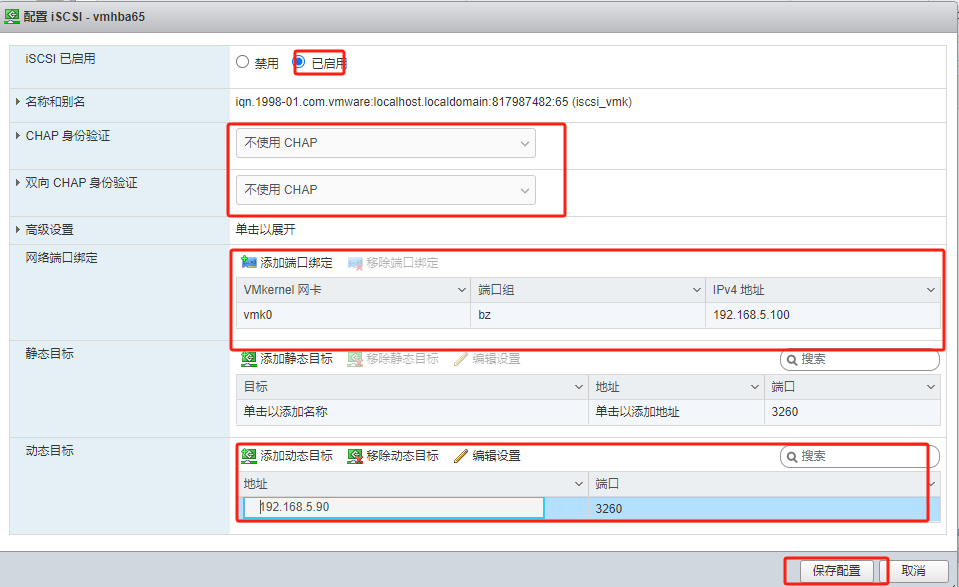 配置 iSCSI - vmhba65
iSCSI 已启用
禁用 已启用
名称和别名 iqn.1998-01.com.vmware:localhost.localdomain:817987482:65 (iscsi_vmk)
CHAP 身份验证 不使用 CHAP
双向 CHAP 身份验证 不使用 CHAP
高级设置 单击以展开
网络端口绑定 添加端口绑定 移除端口绑定
VMkernel 网卡 端口组 IPv4 地址
vmk0 bz 192.168.5.100
静态目标 添加静态目标 移除静态目标 编辑设置 搜索
目标 地址 端口
单击以添加名称 单击以添加地址 3260
动态目标 添加动态目标 移除动态目标 编辑设置 搜索
地址 端口
192.168.5.90 3260
保存配置 取消